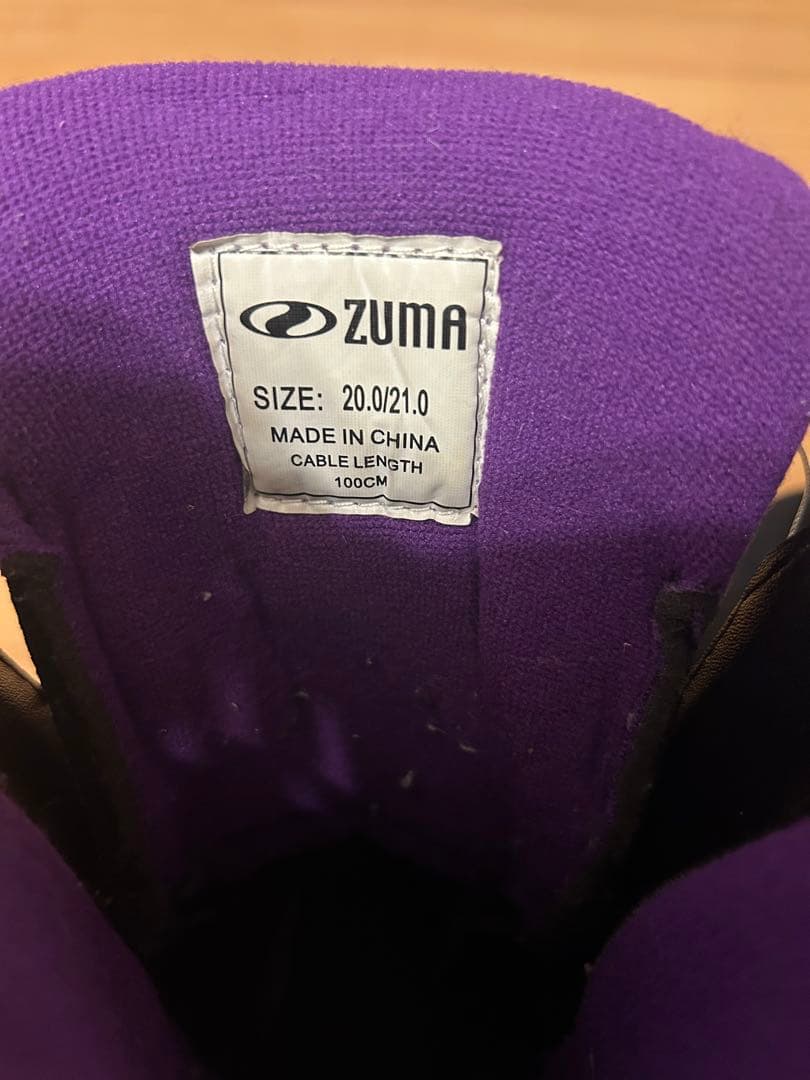 ZUMA
SIZE: 20.0/21.0
MADE IN CHINA
CABLE LENGTH
100CM